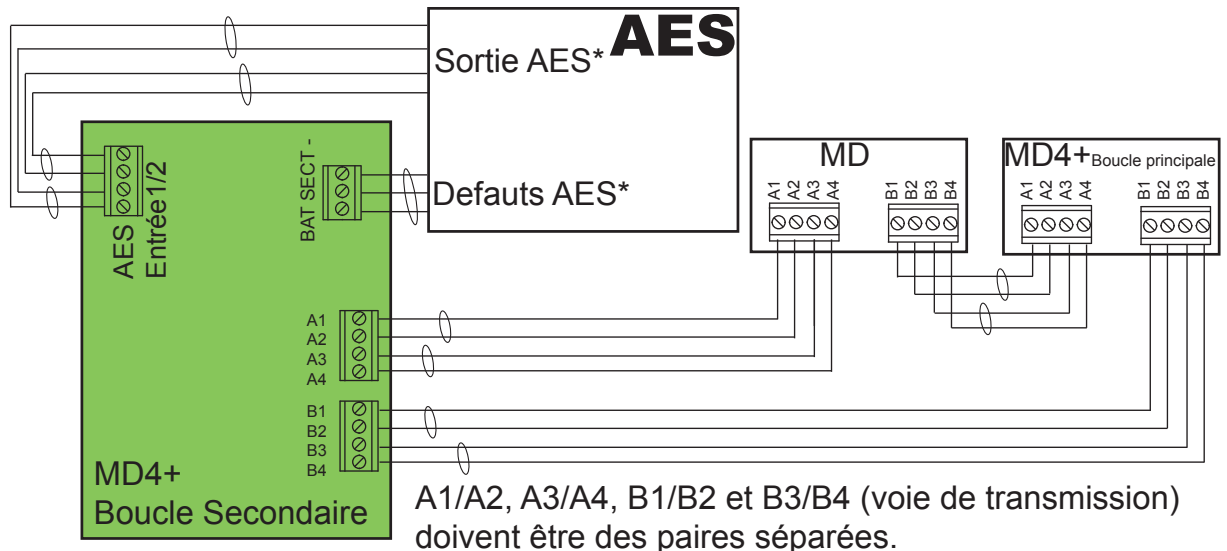 AES
Sortie AES*
Defauts AES*
AES
Entrée1/2
BAT SECT -
A1
A2
A3
A4
B1
B2
B3
B4
MD4+
Boucle Secondaire
MD
A1 A2 A3 A4
B1 B2 B3 B4
MD4+ Boucle principale
A1 A2 A3 A4
B1 B2 B3 B4
A1/A2, A3/A4, B1/B2 et B3/B4 (voie de transmission)
doivent être des paires séparées.